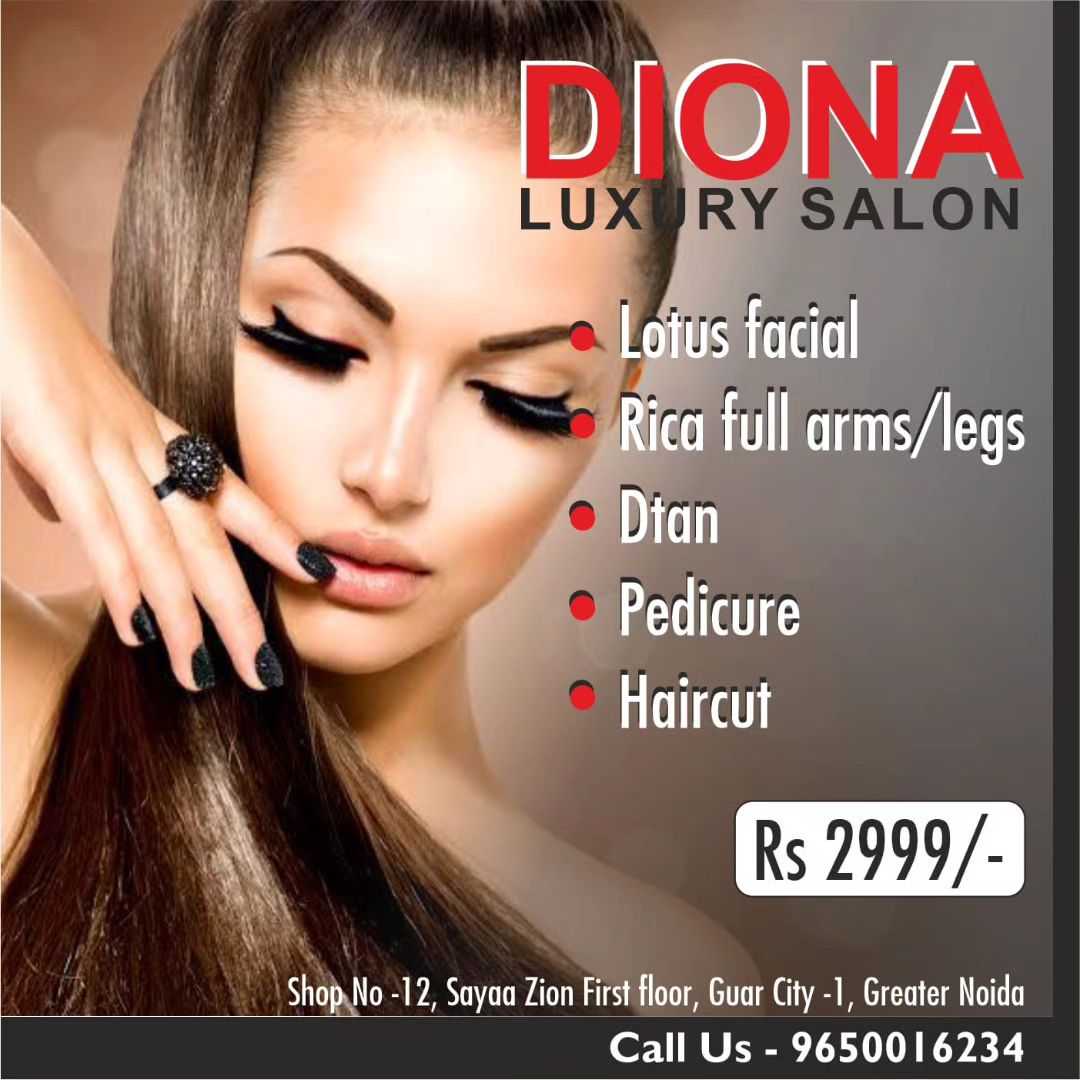 DIONA
LUXURY SALON
• Lotus facial
• Rica full arms/legs
• Dtan
• Pedicure
• Haircut
Rs 2999/-
Shop No -12, Sayaa Zion First floor, Guar City -1, Greater Noida
Call Us - 9650016234